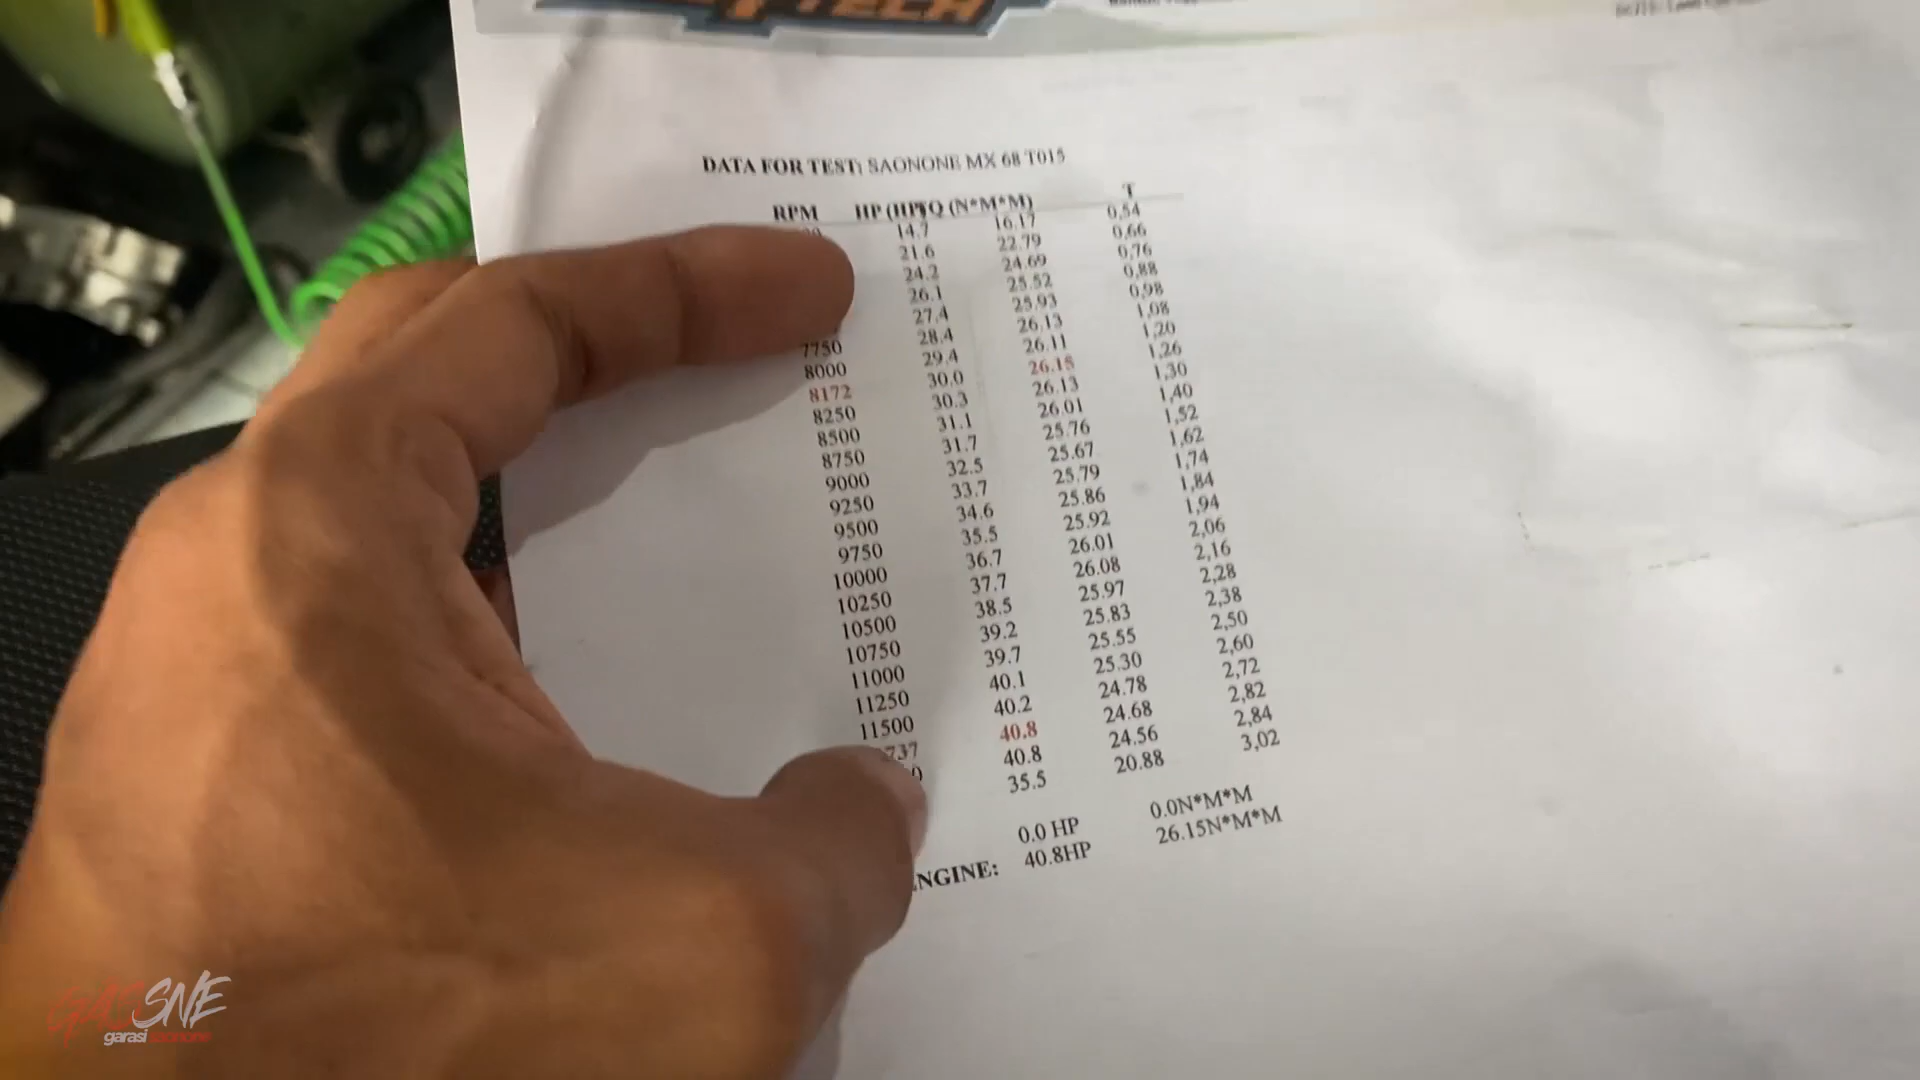 TECH
DATA FOR TEST: SAONONE MX 68 T015
RPM HP (HP) TQ (N*M*M) T
14.7 16.17 0,54
21.6 22.79 0,66
24.2 24.69 0,76
26.1 25.52 0,88
27.4 25.93 0,98
7750 28.4 26.13 1,08
8000 29.4 26.11 1,20
8172 30.0 26.15 1,26
8250 30.3 26.13 1,30
8500 31.1 26.01 1,40
8750 31.7 25.76 1,52
9000 32.5 25.67 1,62
9250 33.7 25.79 1,74
9500 34.6 25.86 1,84
9750 35.5 25.92 1,94
10000 36.7 26.01 2,06
10250 37.7 26.08 2,16
10500 38.5 25.97 2,28
10750 39.2 25.83 2,38
11000 39.7 25.55 2,50
11250 40.1 25.30 2,60
11500 40.2 24.78 2,72
737 40.8 24.68 2,82
0 40.8 24.56 2,84
35.5 20.88 3,02
0.0 HP 0.0N*M*M
ENGINE: 40.8HP 26.15N*M*M
GASSNE
garasi saonone